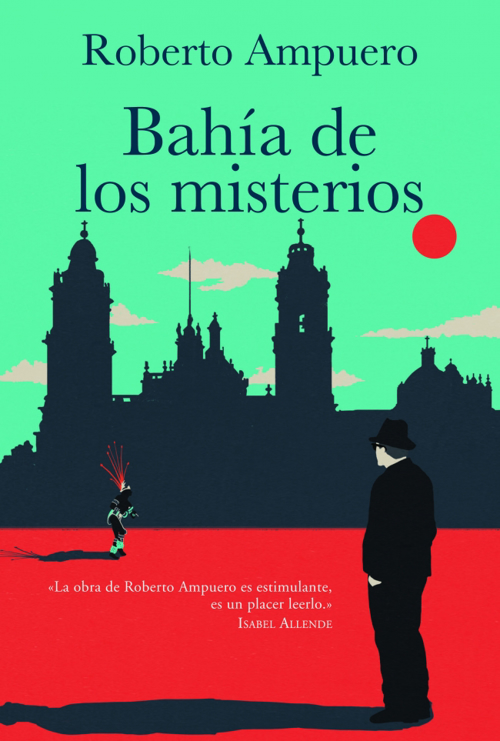 Roberto Ampuero
Bahía de
los misterios
«La obra de Roberto Ampuero es estimulante,
es un placer leerlo.»
Isabel Allende